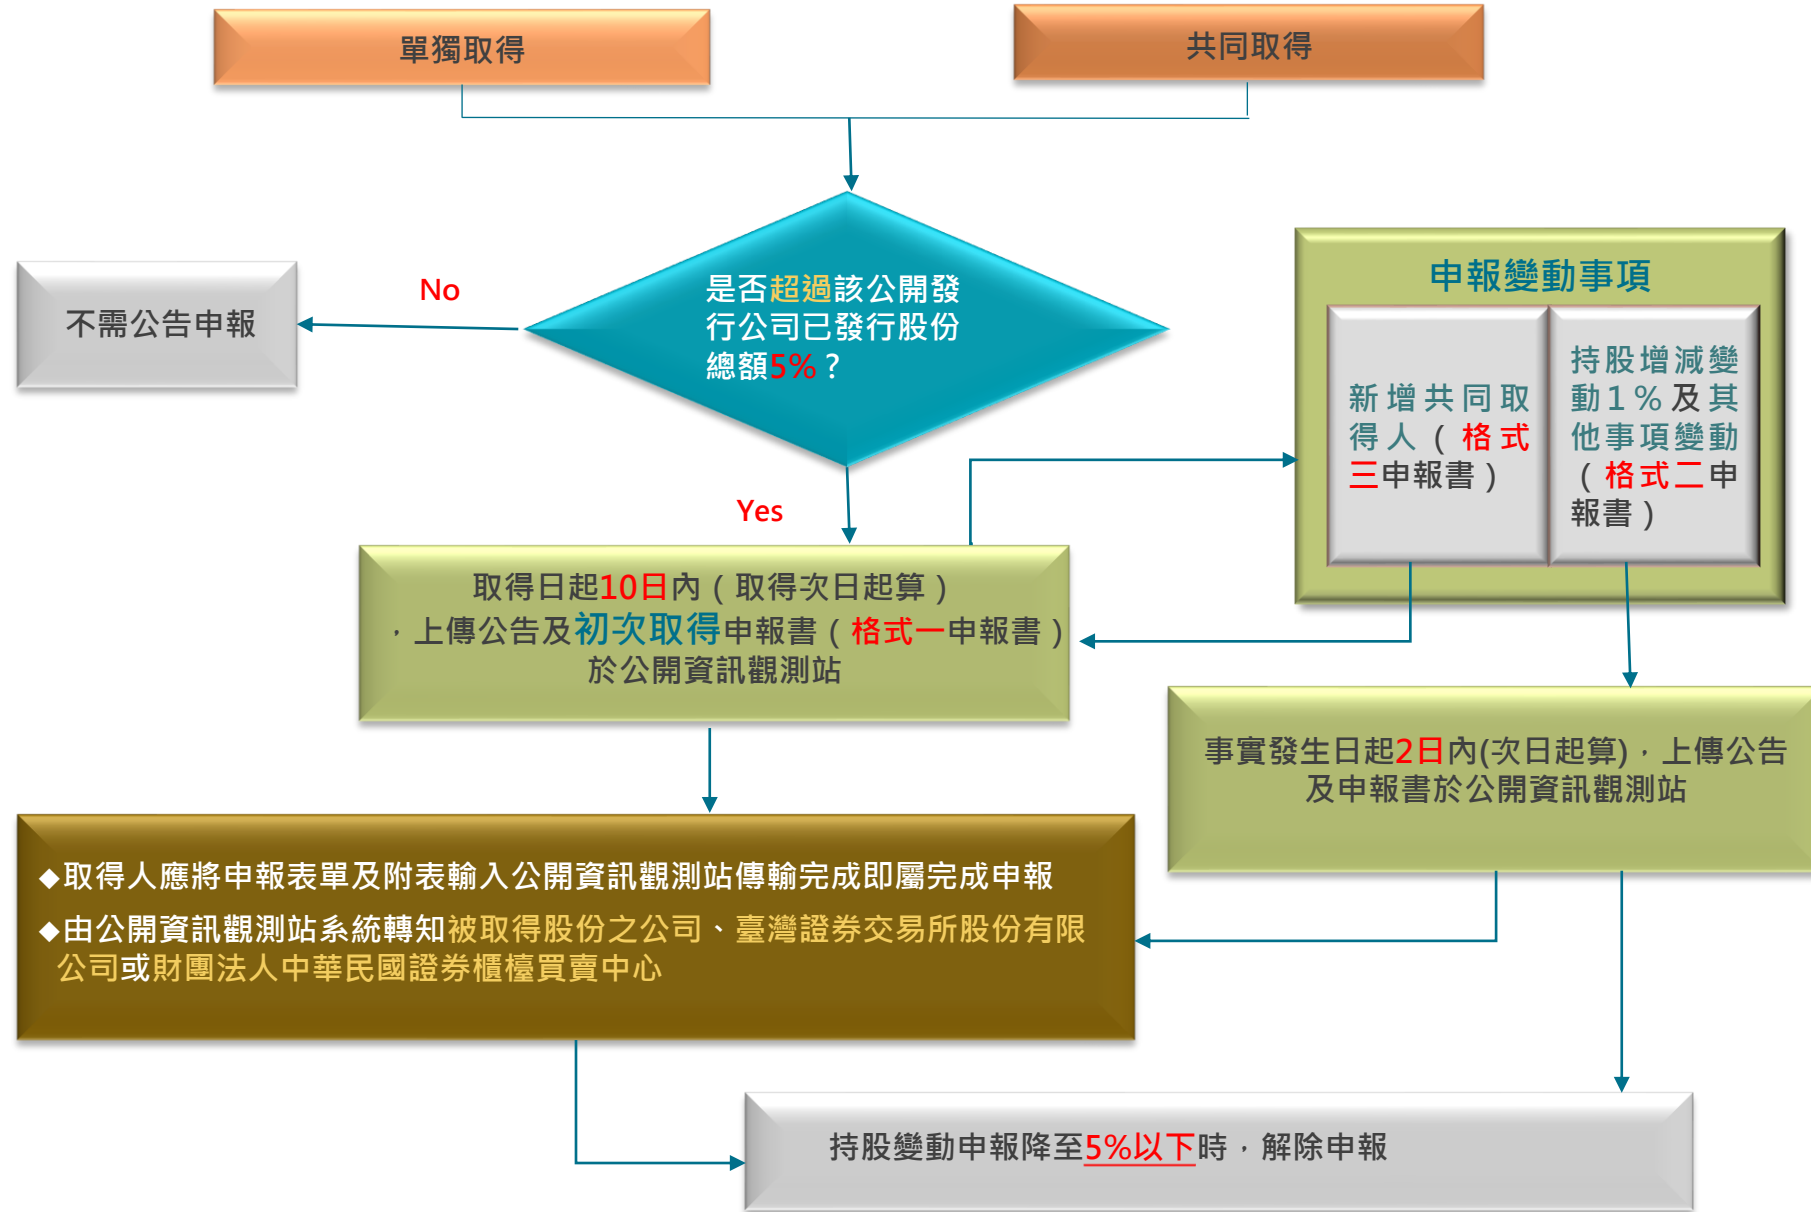 單獨取得
共同取得
是否超過該公開發
行公司已發行股份
總額5%？
No
不需公告申報
Yes
申報變動事項
新增共同取
得人（格式
三申報書）
持股增減變
動1%及其
他事項變動
（格式二申
報書）
取得日起10日內（取得次日起算）
，上傳公告及初次取得申報書（格式一申報書）
於公開資訊觀測站
事實發生日起2日內(次日起算)，上傳公告
及申報書於公開資訊觀測站
◆取得人應將申報表單及附表輸入公開資訊觀測站傳輸完成即屬完成申報
◆由公開資訊觀測站系統轉知被取得股份之公司、臺灣證券交易所股份有限
公司或財團法人中華民國證券櫃檯買賣中心
持股變動申報降至5%以下時，解除申報